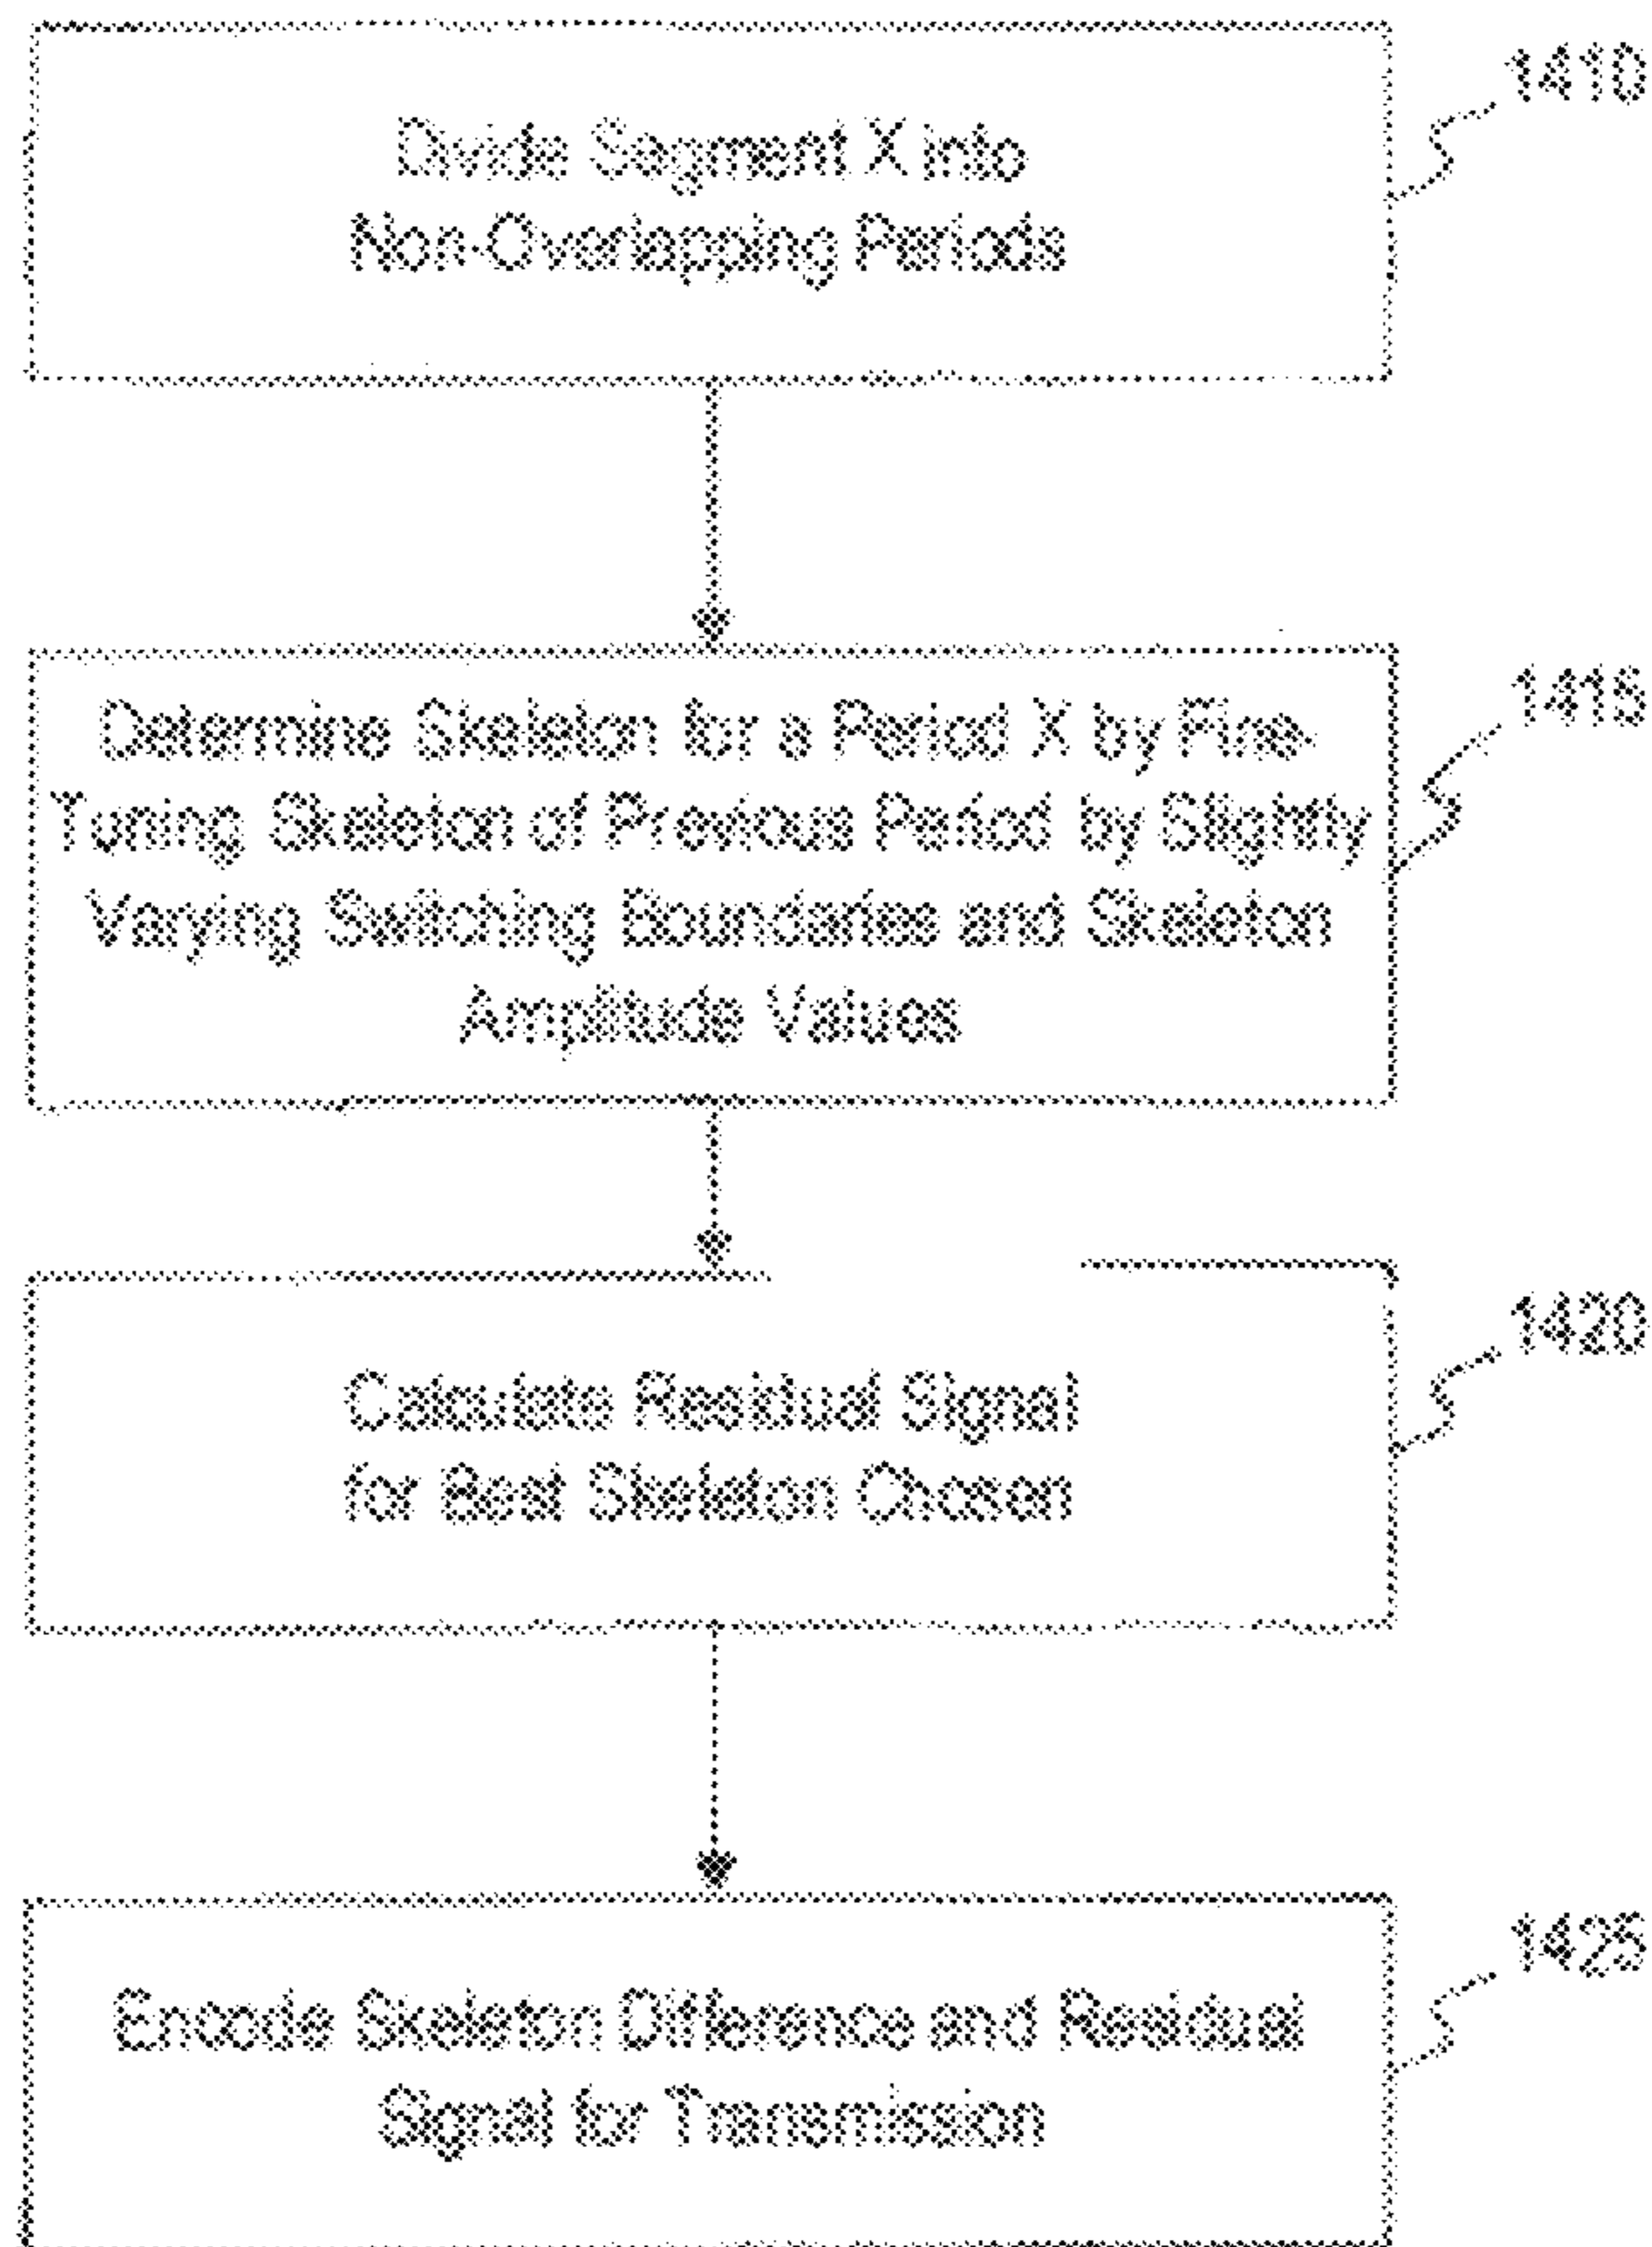 1410
Divide Segment X into
Non-Overlapping Periods
1415
Determine Skeleton for a Period X by Fine-
Tuning Skeleton of Previous Period by Slightly
Varying Switching Boundaries and Skeleton
Amplitude Values
1420
Calculate Residual Signal
for Best Skeleton Chosen
1425
Encode Skeleton Difference and Residual
Signal for Transmission